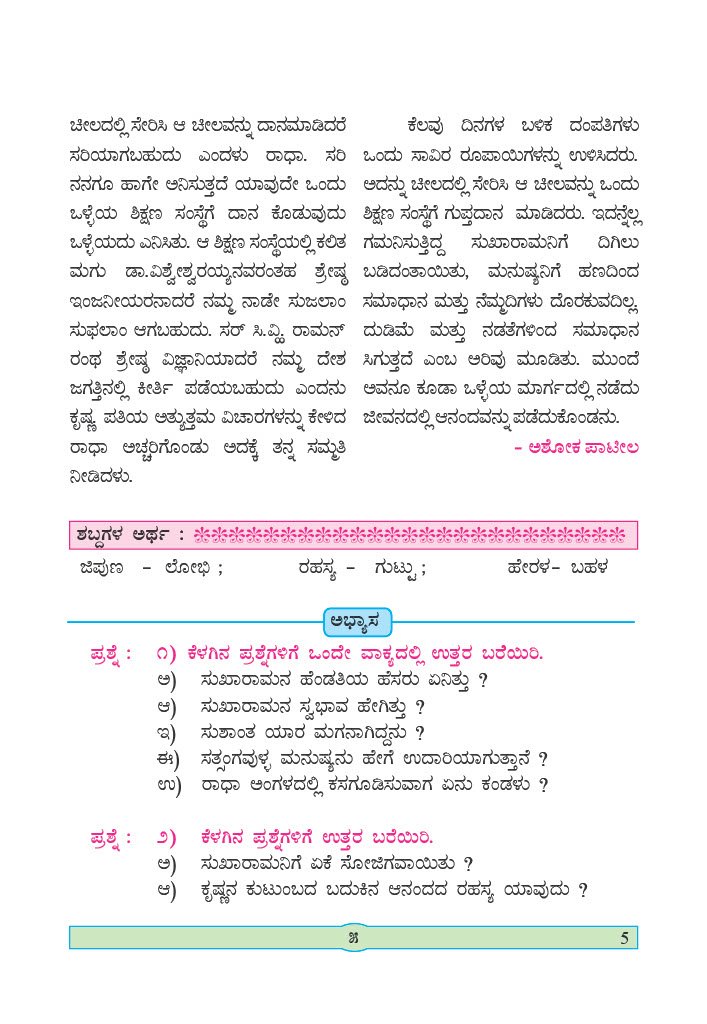 ಚೀಲದಲ್ಲಿ ಸೇರಿಸಿ ಆ ಚೀಲವನ್ನು ದಾನಮಾಡಿದರೆ
ಸರಿಯಾಗಬಹುದು ಎಂದಳು ರಾಧಾ. ಸರಿ
ನನಗೂ ಹಾಗೇ ಅನಿಸುತ್ತದೆ ಯಾವುದೇ ಒಂದು
ಒಳ್ಳೆಯ ಶಿಕ್ಷಣ ಸಂಸ್ಥೆಗೆ ದಾನ ಕೊಡುವುದು
ಒಳ್ಳೆಯದು ಎನಿಸಿತು. ಆ ಶಿಕ್ಷಣ ಸಂಸ್ಥೆಯಲ್ಲಿ ಕಲಿತ
ಮಗು ಡಾ.ವಿಶ್ವೇಶ್ವರಯ್ಯನವರಂತಹ ಶ್ರೇಷ್ಠ
ಇಂಜನೀಯರನಾದರೆ ನಮ್ಮ ನಾಡೇ ಸುಜಲಾಂ
ಸುಫಲಾಂ ಆಗಬಹುದು. ಸರ್ ಸಿ.ವ್ಹಿ. ರಾಮನ್
ರಂಥ ಶ್ರೇಷ್ಠ ವಿಜ್ಞಾನಿಯಾದರೆ ನಮ್ಮ ದೇಶ
ಜಗತ್ತಿನಲ್ಲಿ ಕೀರ್ತಿ ಪಡೆಯಬಹುದು ಎಂದನು
ಕೃಷ್ಣ ಪತಿಯ ಅತ್ಯುತ್ತಮ ವಿಚಾರಗಳನ್ನು ಕೇಳಿದ
ರಾಧಾ ಅಚ್ಚರಿಗೊಂಡು ಅದಕ್ಕೆ ತನ್ನ ಸಮ್ಮತಿ
ನೀಡಿದಳು.
ಕೆಲವು ದಿನಗಳ ಬಳಿಕ ದಂಪತಿಗಳು
ಒಂದು ಸಾವಿರ ರೂಪಾಯಿಗಳನ್ನು ಉಳಿಸಿದರು.
ಅದನ್ನು ಚೀಲದಲ್ಲಿ ಸೇರಿಸಿ ಆ ಚೀಲವನ್ನು ಒಂದು
ಶಿಕ್ಷಣ ಸಂಸ್ಥೆಗೆ ಗುಪ್ತದಾನ ಮಾಡಿದರು. ಇದನ್ನೆಲ್ಲ
ಗಮನಿಸುತ್ತಿದ್ದ ಸುಖಾರಾಮನಿಗೆ ದಿಗಿಲು
ಬಡಿದಂತಾಯಿತು, ಮನುಷ್ಯನಿಗೆ ಹಣದಿಂದ
ಸಮಾಧಾನ ಮತ್ತು ನೆಮ್ಮದಿಗಳು ದೊರಕುವದಿಲ್ಲ.
ದುಡಿಮೆ ಮತ್ತು ನಡತೆಗಳಿಂದ ಸಮಾಧಾನ
ಸಿಗುತ್ತದೆ ಎಂಬ ಅರಿವು ಮೂಡಿತು. ಮುಂದೆ
ಅವನೂ ಕೂಡಾ ಒಳ್ಳೆಯ ಮಾರ್ಗದಲ್ಲಿ ನಡೆದು
ಜೀವನದಲ್ಲಿ ಆನಂದವನ್ನು ಪಡೆದುಕೊಂಡನು.
– ಅಶೋಕ ಪಾಟೀಲ
ಶಬ್ದಗಳ ಅರ್ಥ :
ಜಿಪುಣ – ಲೋಭಿ ; ರಹಸ್ಯ – ಗುಟ್ಟು ; ಹೇರಳ– ಬಹಳ
ಅಭ್ಯಾಸ
ಪ್ರಶ್ನೆ : ೧) ಕೆಳಗಿನ ಪ್ರಶ್ನೆಗಳಿಗೆ ಒಂದೇ ವಾಕ್ಯದಲ್ಲಿ ಉತ್ತರ ಬರೆಯಿರಿ.
ಅ) ಸುಖಾರಾಮನ ಹೆಂಡತಿಯ ಹೆಸರು ಏನಿತ್ತು ?
ಆ) ಸುಖಾರಾಮನ ಸ್ವಭಾವ ಹೇಗಿತ್ತು ?
ಇ) ಸುಶಾಂತ ಯಾರ ಮಗನಾಗಿದ್ದನು ?
ಈ) ಸತ್ಸಂಗವುಳ್ಳ ಮನುಷ್ಯನು ಹೇಗೆ ಉದಾರಿಯಾಗುತ್ತಾನೆ ?
ಉ) ರಾಧಾ ಅಂಗಳದಲ್ಲಿ ಕಸಗೂಡಿಸುವಾಗ ಏನು ಕಂಡಳು ?
ಪ್ರಶ್ನೆ : ೨) ಕೆಳಗಿನ ಪ್ರಶ್ನೆಗಳಿಗೆ ಉತ್ತರ ಬರೆಯಿರಿ.
ಅ) ಸುಖಾರಾಮನಿಗೆ ಏಕೆ ಸೋಜಿಗವಾಯಿತು ?
ಆ) ಕೃಷ್ಣನ ಕುಟುಂಬದ ಬದುಕಿನ ಆನಂದದ ರಹಸ್ಯ ಯಾವುದು ?
೫ 5